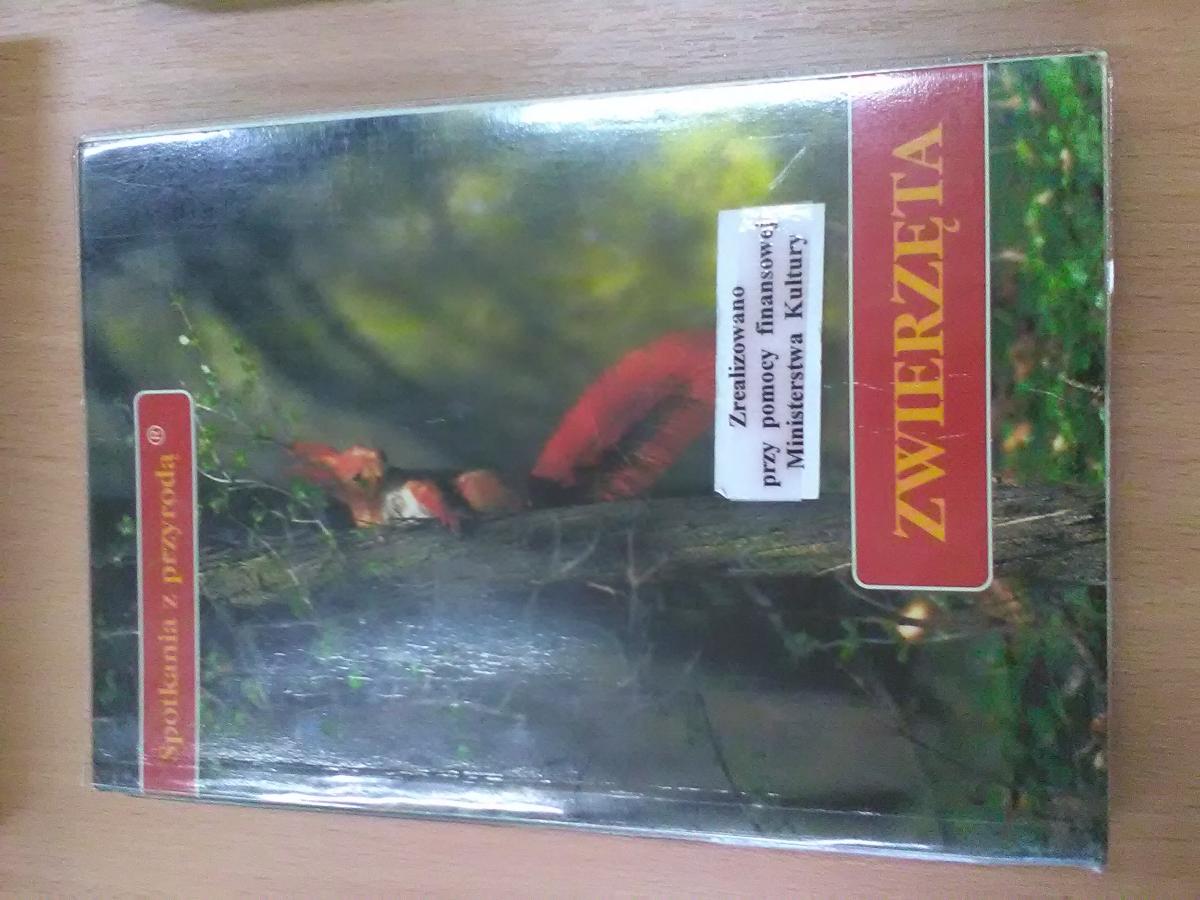 Spotkania z przyrodą ®
Zrealizowano
przy pomocy finansowej
Ministerstwa Kultury
ZWIERZĘTA